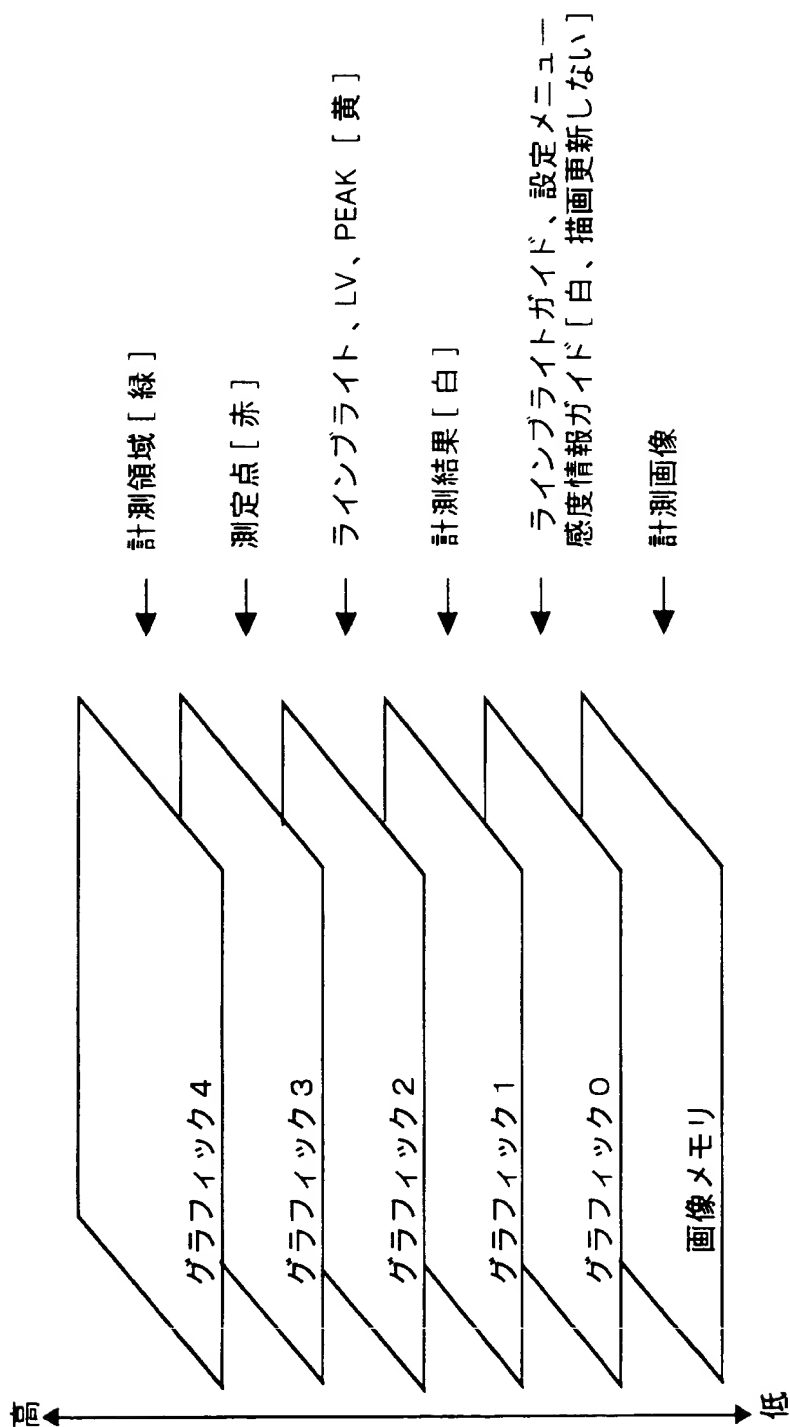 高
グラフィック4
計測領域[緑]
グラフィック3
測定点[赤]
グラフィック2
ラインブライト、LV、PEAK [黄]
グラフィック1
計測結果[白]
グラフィック0
ラインブライトガイド、設定メニュー
感度情報ガイド[白、描画更新しない]
画像メモリ
計測画像
低